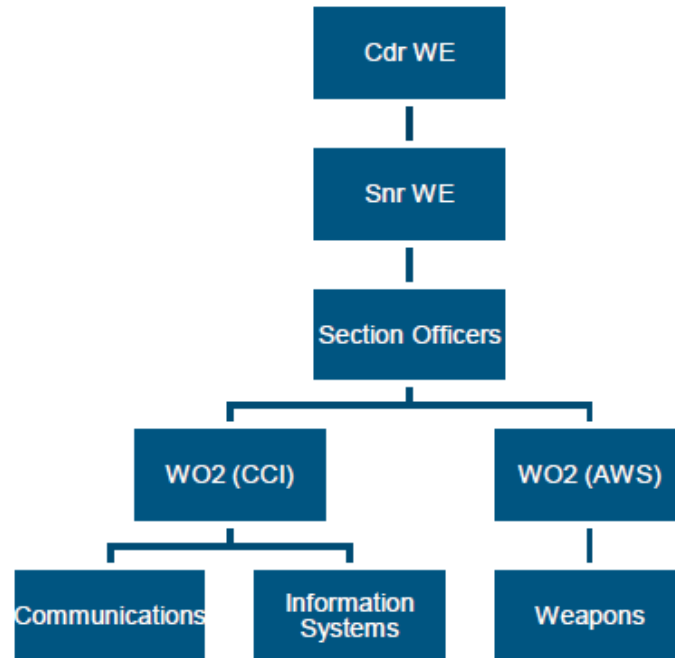 Cdr WE
Snr WE
Section Officers
WO2 (CCI)
WO2 (AWS)
Communications
Information
Systems
Weapons